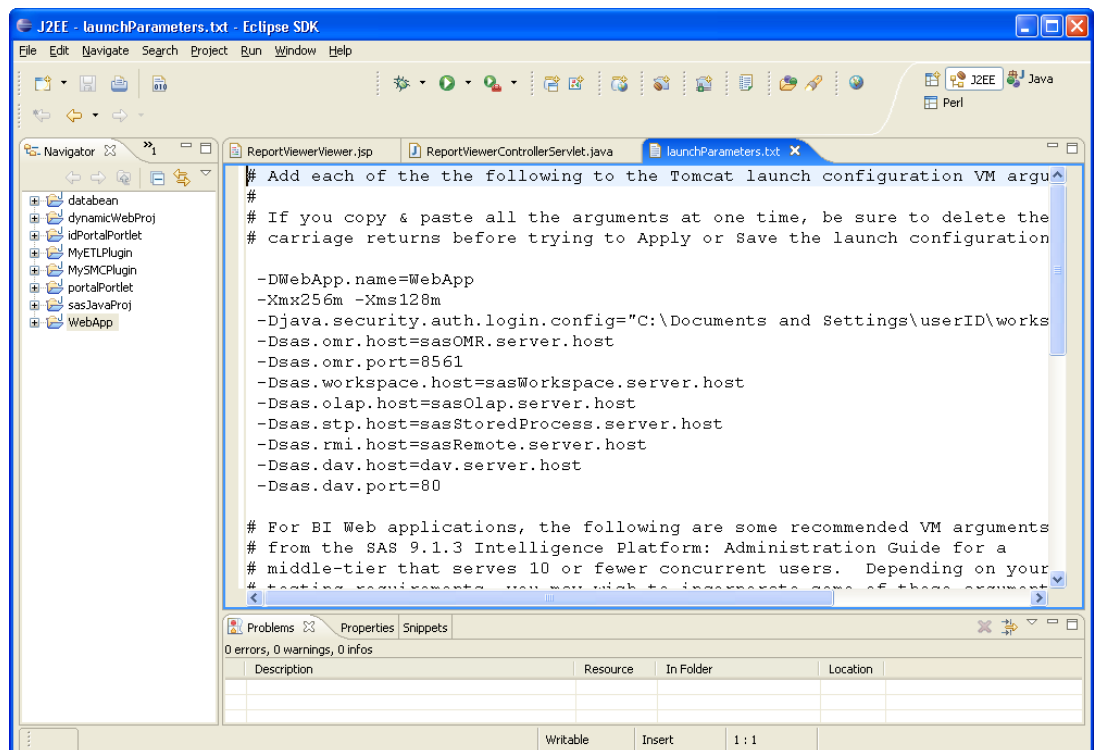 J2EE - launchParameters.txt - Eclipse SDK
File Edit Navigate Search Project Run Window Help
J2EE Java
Perl
Navigator »1
ReportViewerViewer.jsp ReportViewerControllerServlet.java launchParameters.txt
databean
dynamicWebProj
idPortalPortlet
MyETLPlugin
MySMCPlugin
portalPortlet
sasJavaProj
WebApp
# Add each of the the following to the Tomcat launch configuration VM argu
#
# If you copy & paste all the arguments at one time, be sure to delete the
# carriage returns before trying to Apply or Save the launch configuration
-DWebApp.name=WebApp
-Xmx256m -Xms128m
-Djava.security.auth.login.config="C:\Documents and Settings\userID\works
-Dsas.omr.host=sasOMR.server.host
-Dsas.omr.port=8561
-Dsas.workspace.host=sasWorkspace.server.host
-Dsas.olap.host=sasOlap.server.host
-Dsas.stp.host=sasStoredProcess.server.host
-Dsas.rmi.host=sasRemote.server.host
-Dsas.dav.host=dav.server.host
-Dsas.dav.port=80
# For BI Web applications, the following are some recommended VM arguments
# from the SAS 9.1.3 Intelligence Platform: Administration Guide for a
# middle-tier that serves 10 or fewer concurrent users. Depending on your
Problems Properties Snippets
0 errors, 0 warnings, 0 infos
Description Resource In Folder Location
Writable Insert 1 : 1